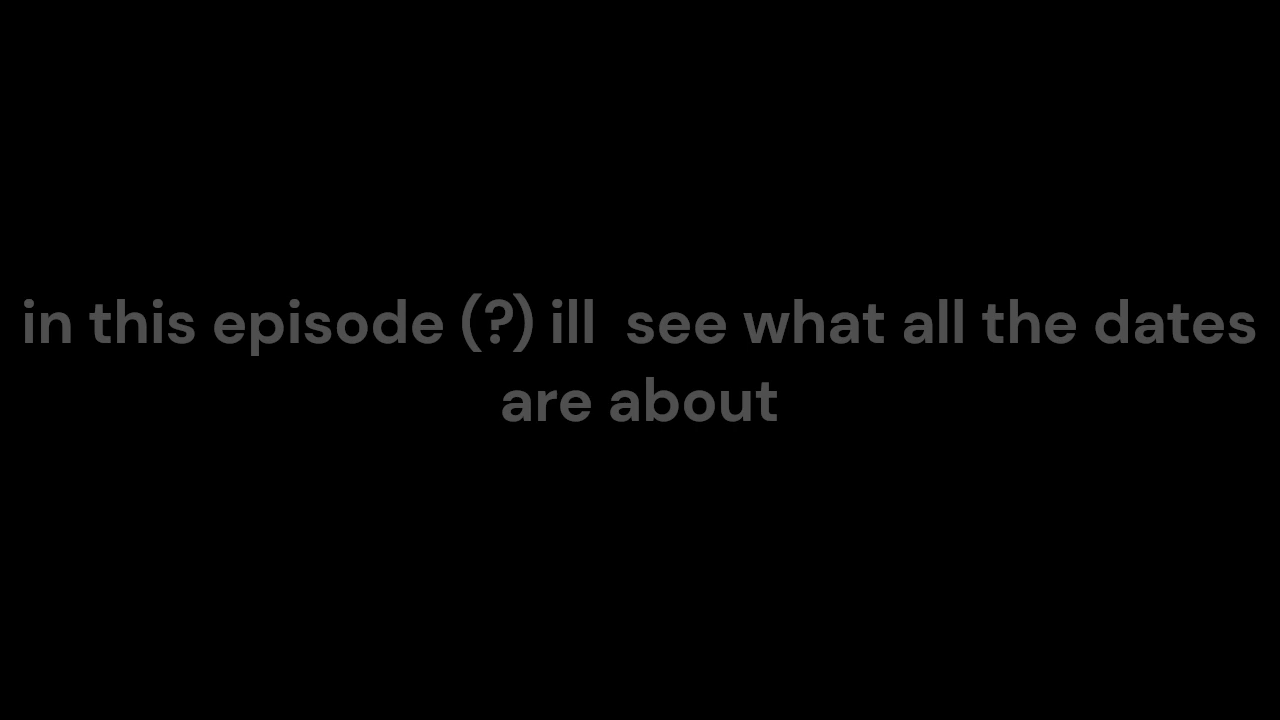 in this episode (?) ill  see what all the dates
are about